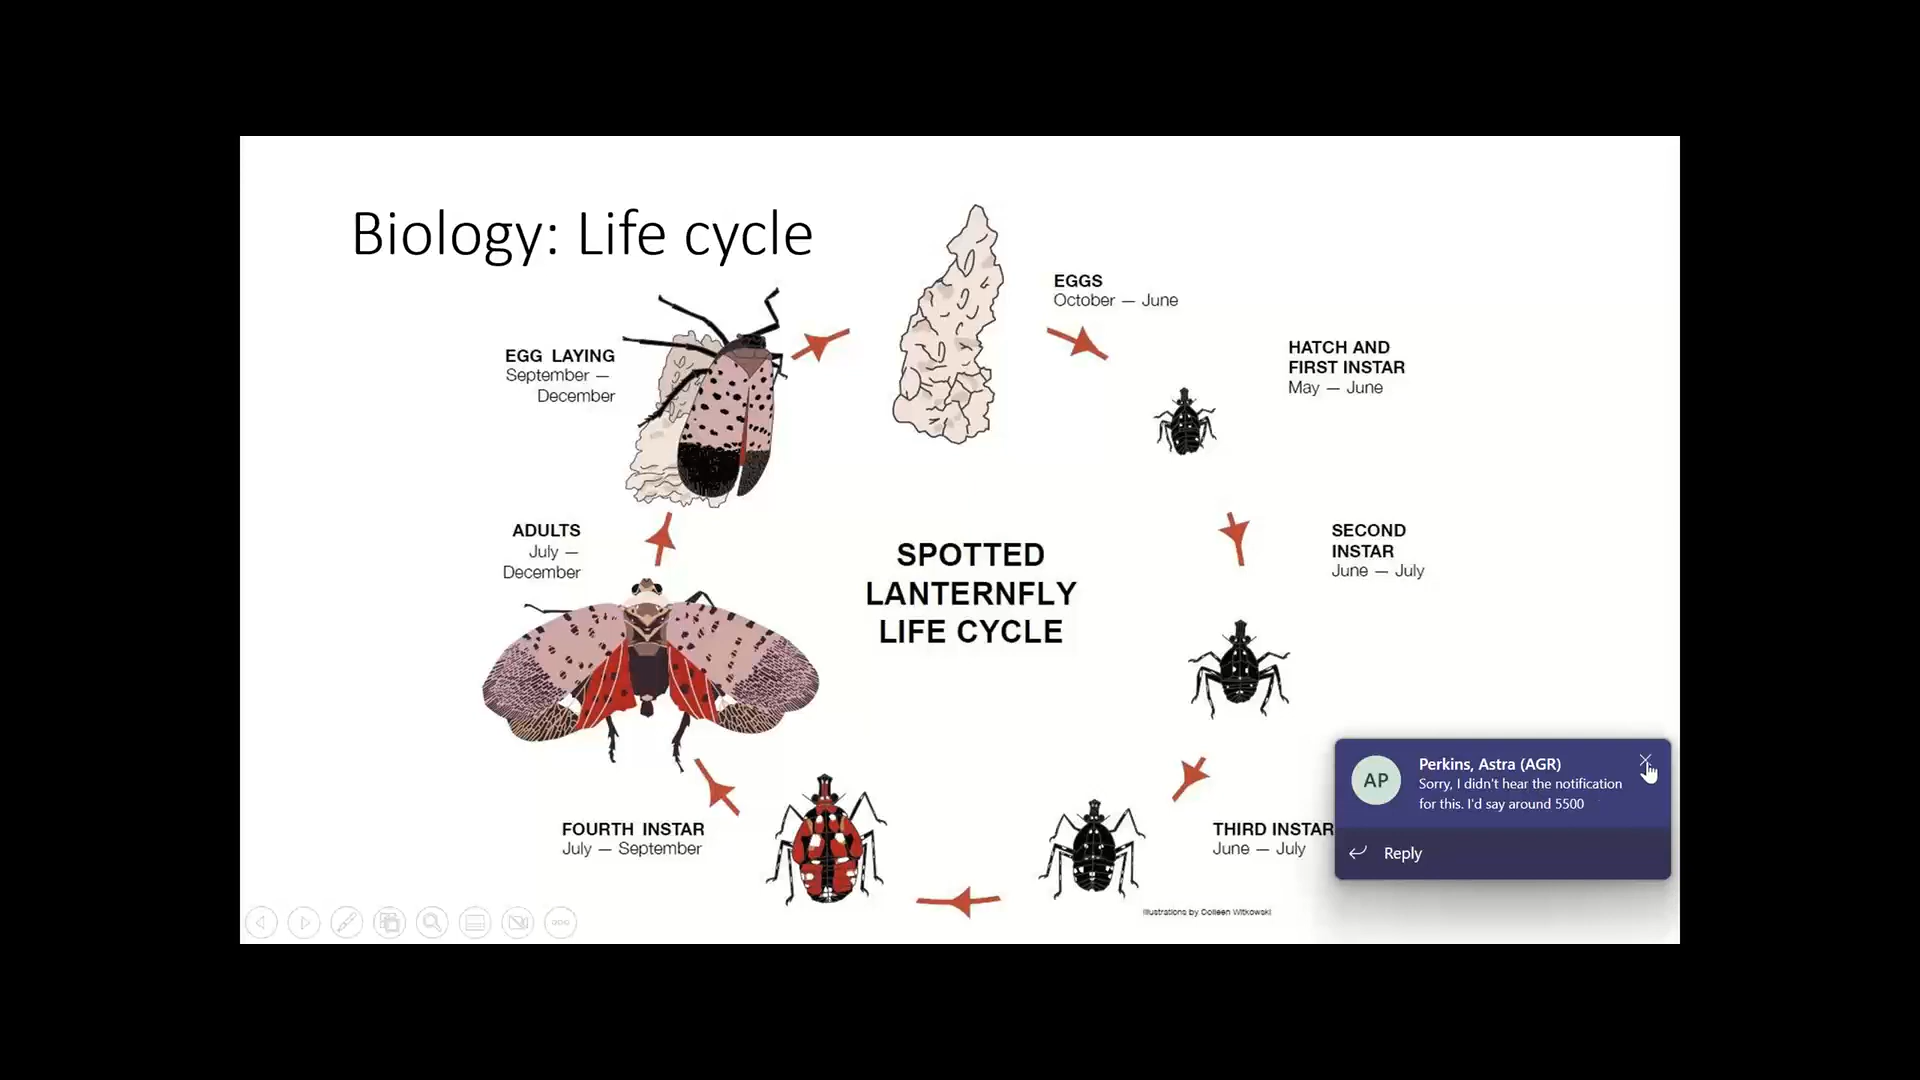 Biology: Life cycle
EGGS
October — June
HATCH AND
FIRST INSTAR
May — June
EGG LAYING
September —
December
SECOND
INSTAR
June — July
ADULTS
July —
December
SPOTTED
LANTERNFLY
LIFE CYCLE
THIRD INSTAR
June — July
FOURTH INSTAR
July — September
Illustrations by Colleen Witkowski
AP
Perkins, Astra (AGR)
Sorry, I didn't hear the notification
for this. I'd say around 5500
Reply